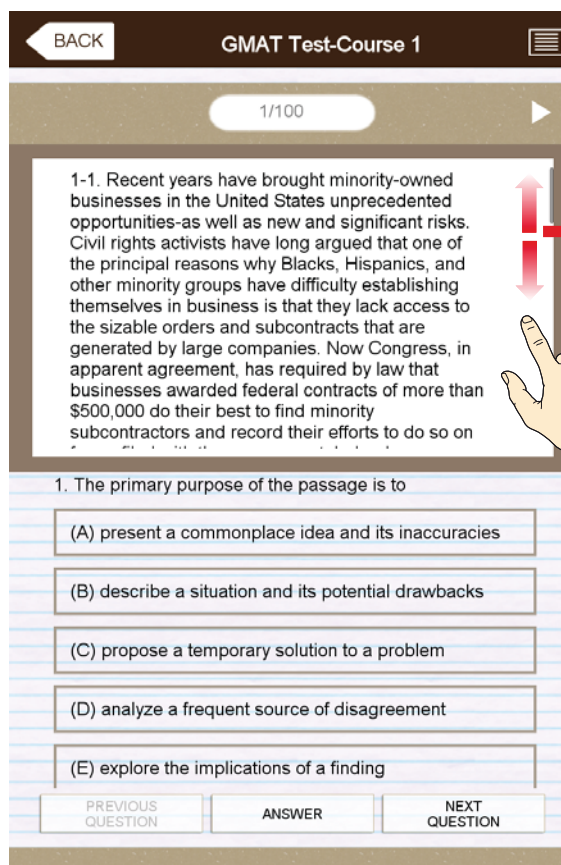 BACK
GMAT Test-Course 1
1/100
1-1. Recent years have brought minority-owned
businesses in the United States unprecedented
opportunities-as well as new and significant risks.
Civil rights activists have long argued that one of
the principal reasons why Blacks, Hispanics, and
other minority groups have difficulty establishing
themselves in business is that they lack access to
the sizable orders and subcontracts that are
generated by large companies. Now Congress, in
apparent agreement, has required by law that
businesses awarded federal contracts of more than
$500,000 do their best to find minority
subcontractors and record their efforts to do so on
1. The primary purpose of the passage is to
(A) present a commonplace idea and its inaccuracies
(B) describe a situation and its potential drawbacks
(C) propose a temporary solution to a problem
(D) analyze a frequent source of disagreement
(E) explore the implications of a finding
PREVIOUS
QUESTION
ANSWER
NEXT
QUESTION